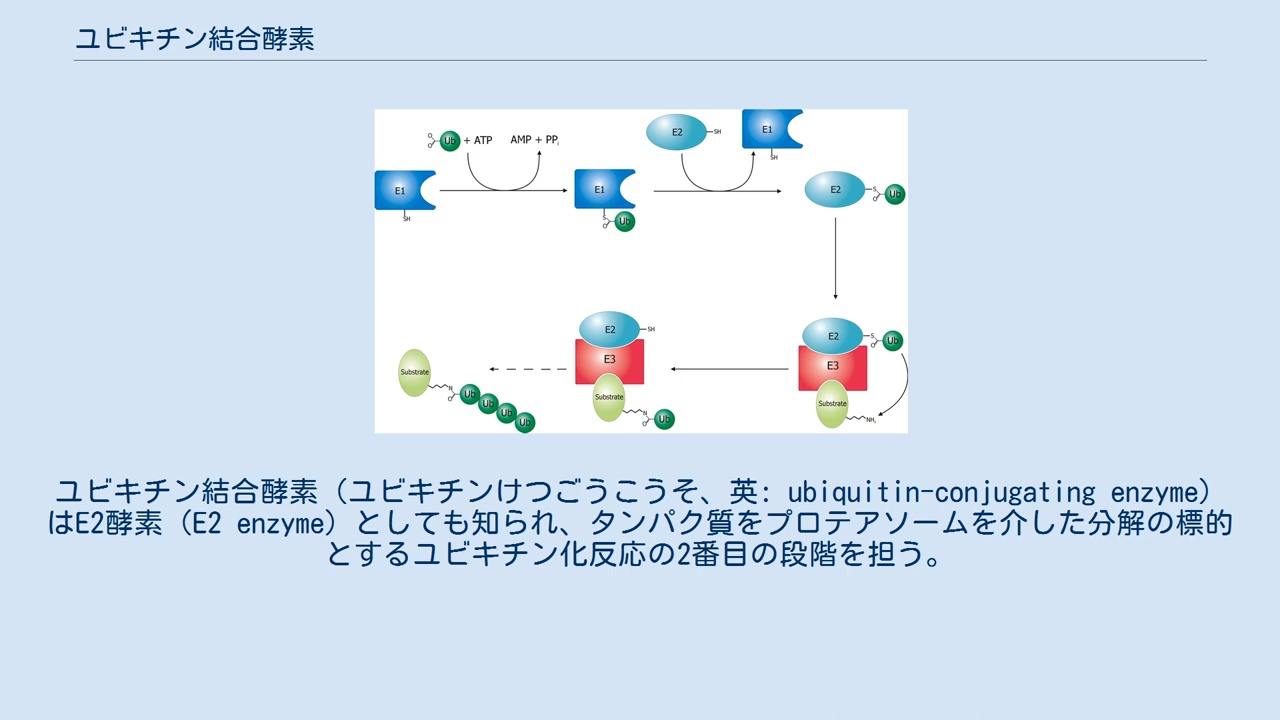 ユビキチン結合酵素
Ub + ATP AMP + PPi
E2 SH
E1
SH
E1
SH
E1
S
O
Ub
E2 S
O
Ub
E2 SH
E3
Substrate
N
O
Ub
E2 S
O
Ub
E3
Substrate
NH2
Substrate
N
O
Ub
Ub
Ub
Ub
ユビキチン結合酵素（ユビキチンけつごうこうそ、英: ubiquitin-conjugating enzyme）
はE2酵素（E2 enzyme）としても知られ、タンパク質をプロテアソームを介した分解の標的
とするユビキチン化反応の2番目の段階を担う。